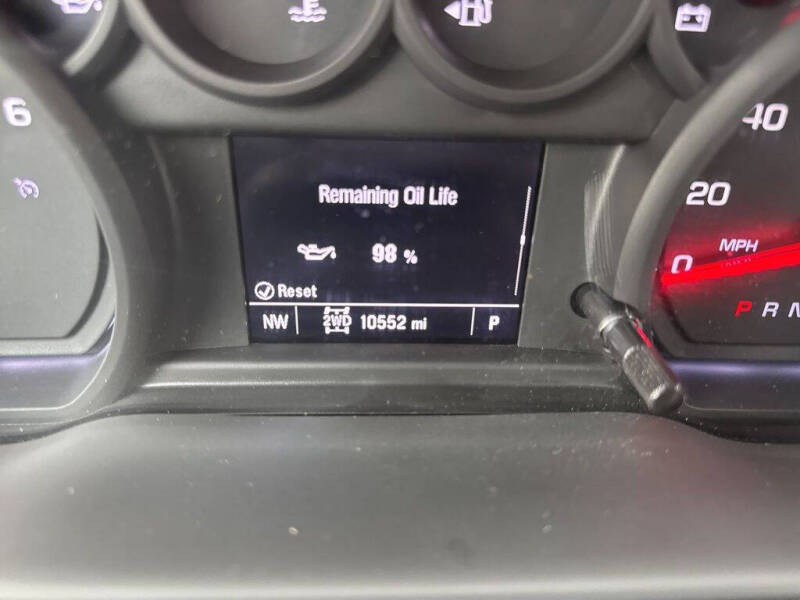 6
40
20
0
MPH
P R N
Remaining Oil Life
98 %
Reset
NW 2WD 10552 mi P